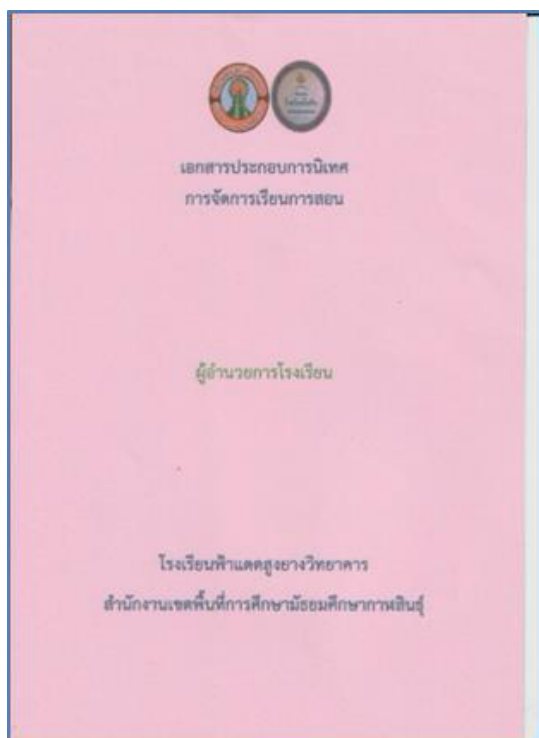 เอกสารประกอบการนิเทศ
การจัดการเรียนการสอน
ผู้อำนวยการโรงเรียน
โรงเรียนฟ้าแดดสูงยางวิทยาคาร
สำนักงานเขตพื้นที่การศึกษามัธยมศึกษากาฬสินธุ์